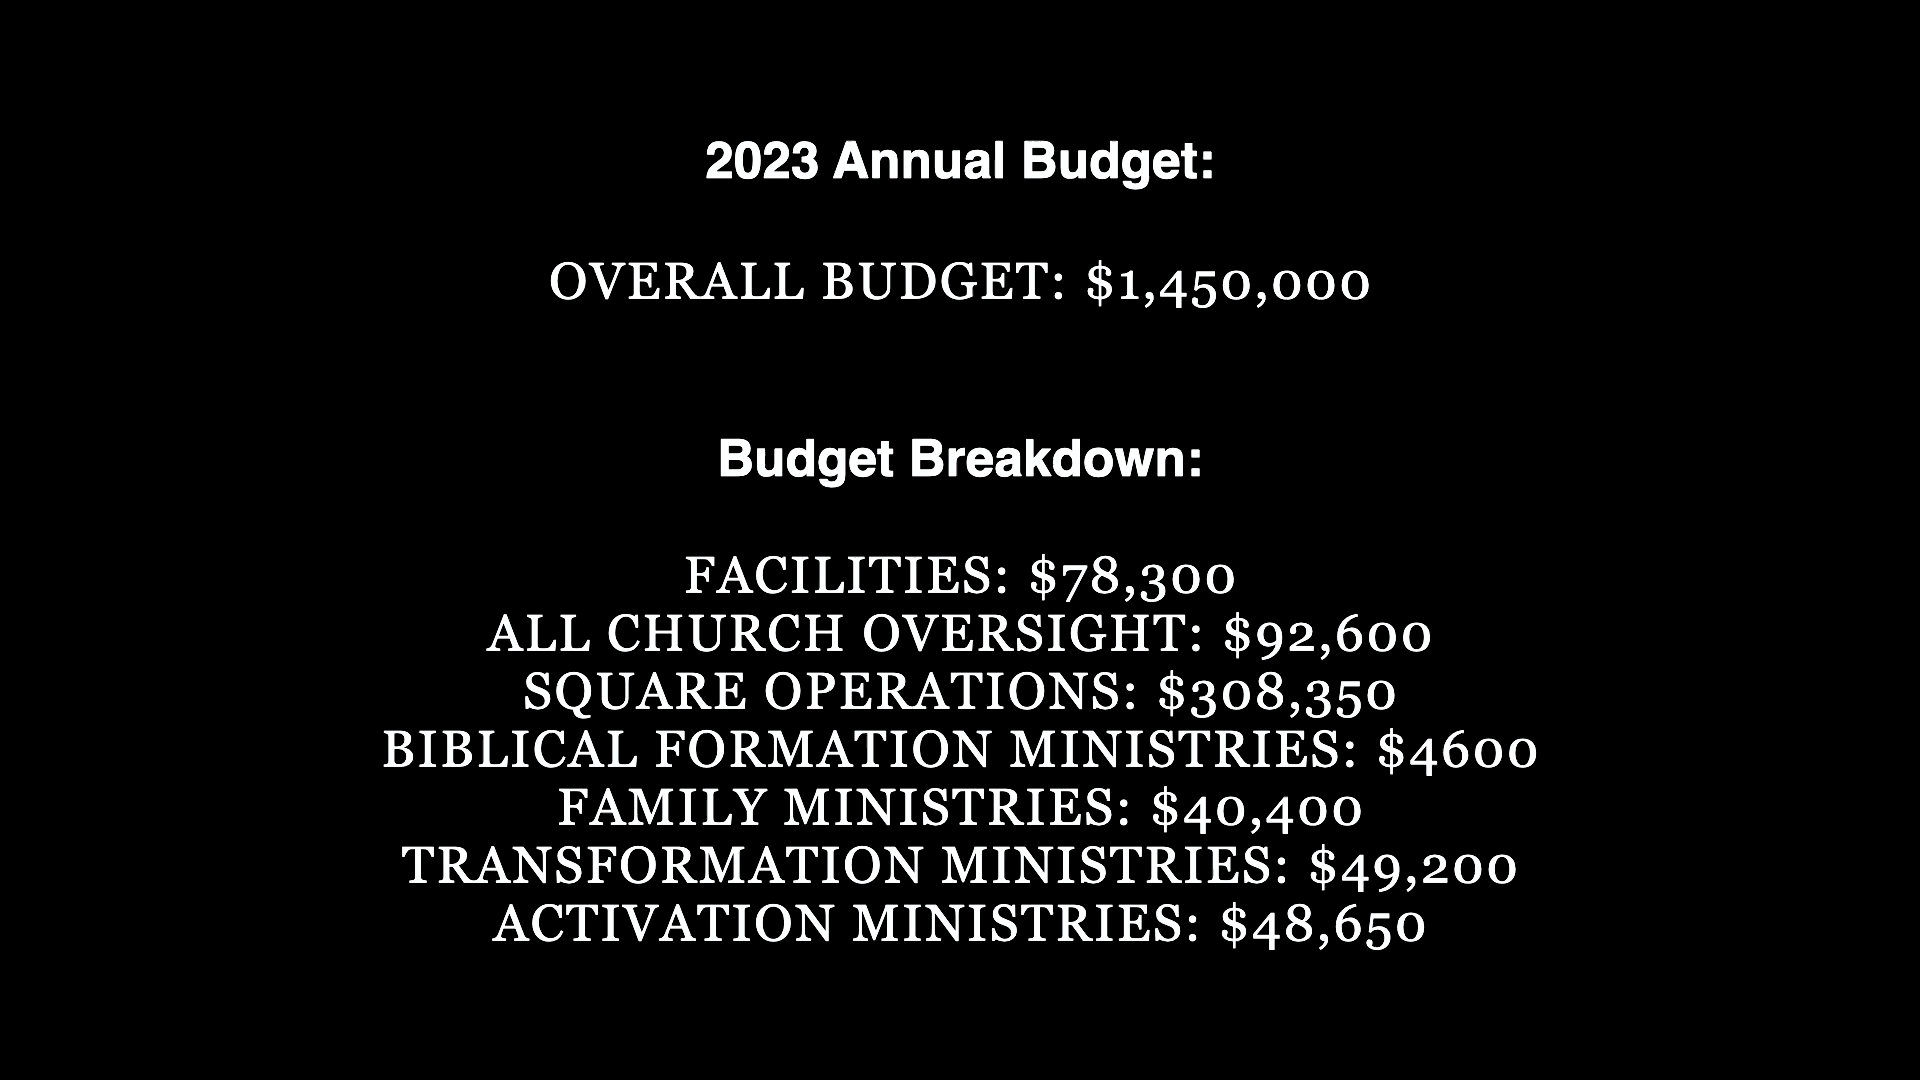 2023 Annual Budget:
OVERALL BUDGET: $1,450,000
Budget Breakdown:
FACILITIES: $78,300
ALL CHURCH OVERSIGHT: $92,600
SQUARE OPERATIONS: $308,350
BIBLICAL FORMATION MINISTRIES: $4600
FAMILY MINISTRIES: $40,400
TRANSFORMATION MINISTRIES: $49,200
ACTIVATION MINISTRIES: $48,650